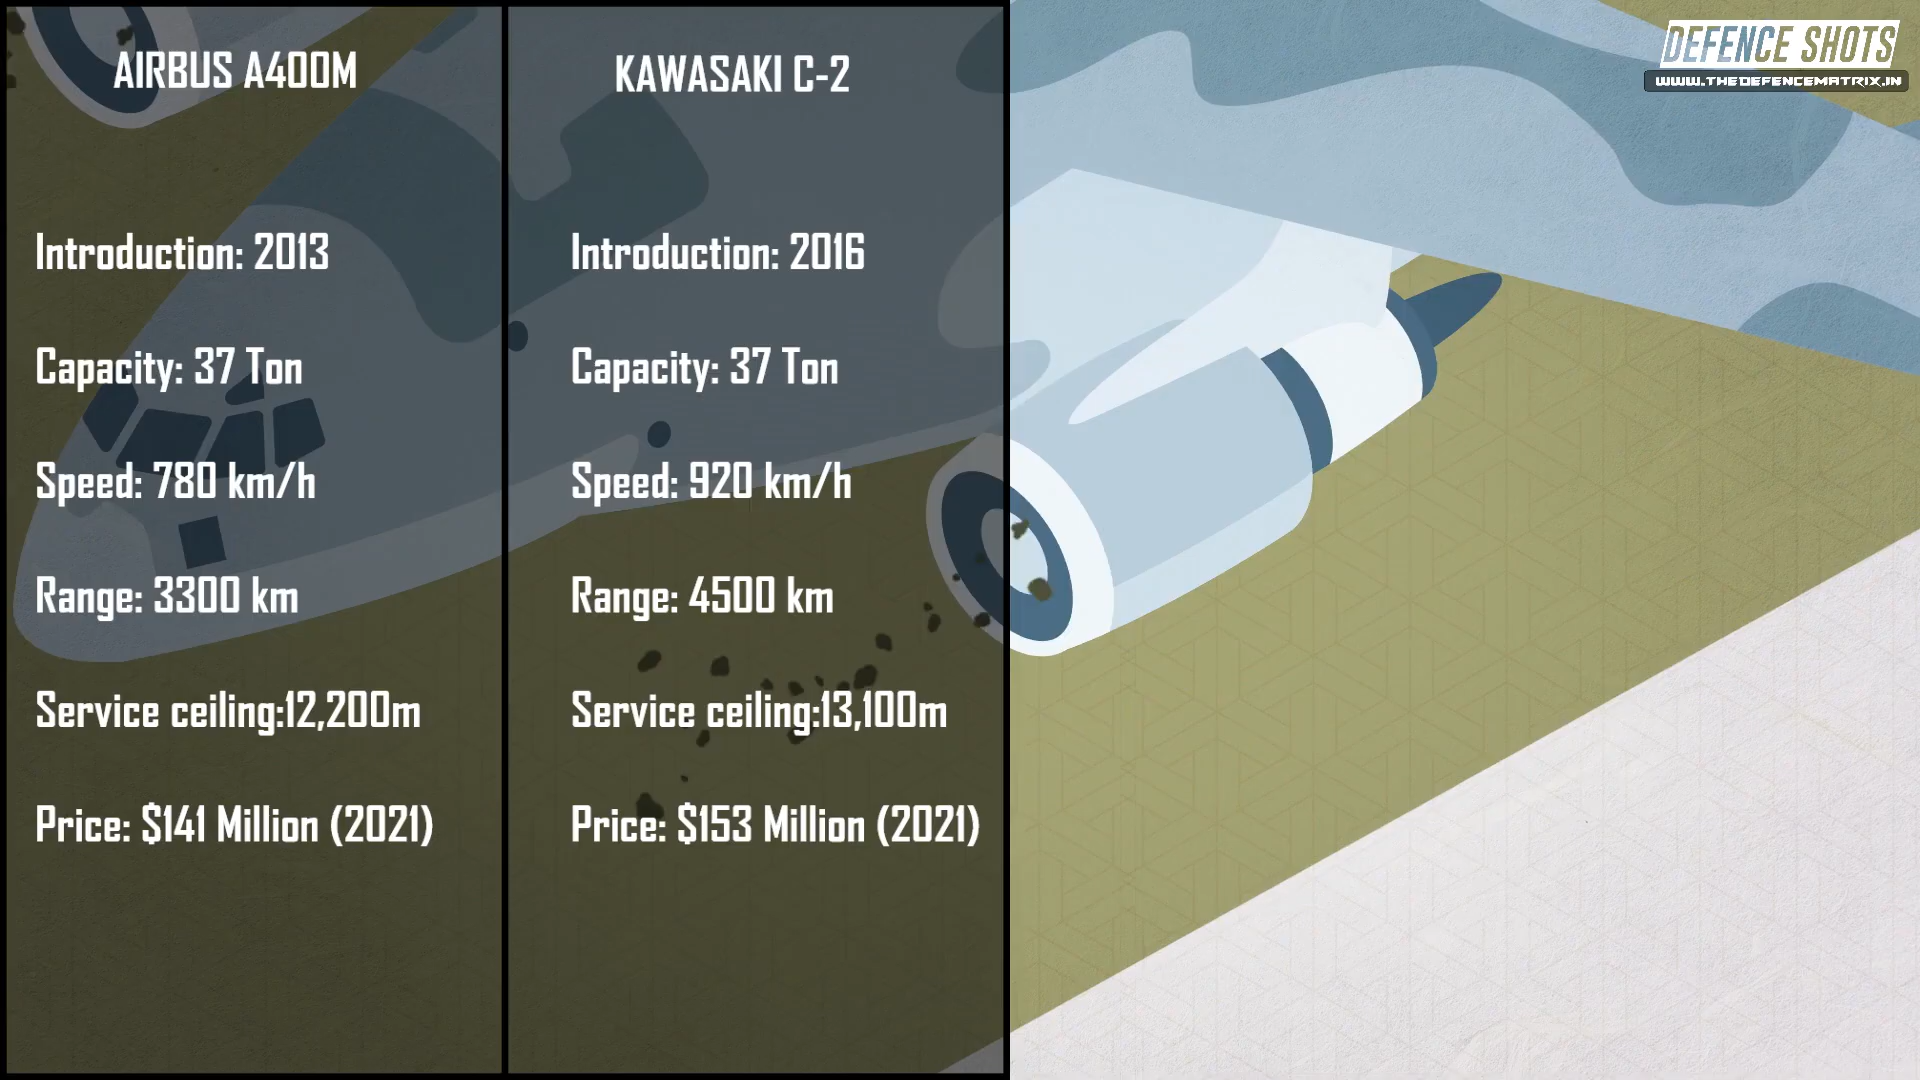 AIRBUS A400M
Introduction: 2013
Capacity: 37 Ton
Speed: 780 km/h
Range: 3300 km
Service ceiling:12,200m
Price: $141 Million (2021)
KAWASAKI C-2
Introduction: 2016
Capacity: 37 Ton
Speed: 920 km/h
Range: 4500 km
Service ceiling:13,100m
Price: $153 Million (2021)
DEFENCE SHOTS
WWW.THEDEFENCEMATRIX.IN